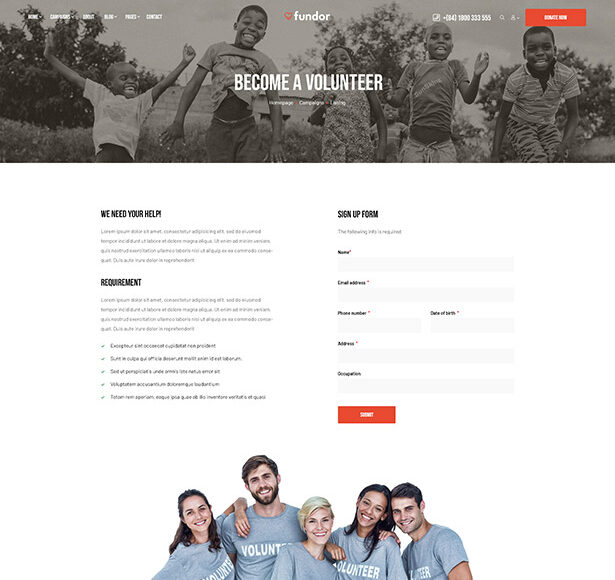 HOME CAMPAIGNS ABOUT BLOG PAGES CONTACT
fundor
+(84) 1800 333 555
DONATE NOW
BECOME A VOLUNTEER
Homepage Campaigns Listing
WE NEED YOUR HELP!
Lorem ipsum dolor sit amet, consectetur adipisicing elit, sed do eiusmod
tempor incididunt ut labore et dolore magna aliqua. Ut enim ad minim veniam,
quis nostrud exercitation ullamco laboris nisi ut aliquip ex ea commodo conse-
quat. Duis aute irure dolor in reprehenderit
REQUIREMENT
Lorem ipsum dolor sit amet, consectetur adipisicing elit, sed do eiusmod
tempor incididunt ut labore et dolore magna aliqua. Ut enim ad minim veniam,
quis nostrud exercitation ullamco laboris nisi ut aliquip ex ea commodo conse-
quat. Duis aute irure dolor in reprehenderit
Excepteur sint occaecat cupidatat non proident
Sunt in culpa qui officia deserunt mollit anim id est laborum.
Sed ut perspiciatis unde omnis iste natus error sit
Voluptatem accusantium doloremque laudantium
Totam rem aperiam, eaque ipsa quae ab illo inventore veritatis et quasi
SIGN UP FORM
The following info is required
Name*
Email address *
Phone number * Date of birth *
Address *
Occupation
SUBMIT
VOLUNTEER
VOLUNTEER
VOLUNTEER